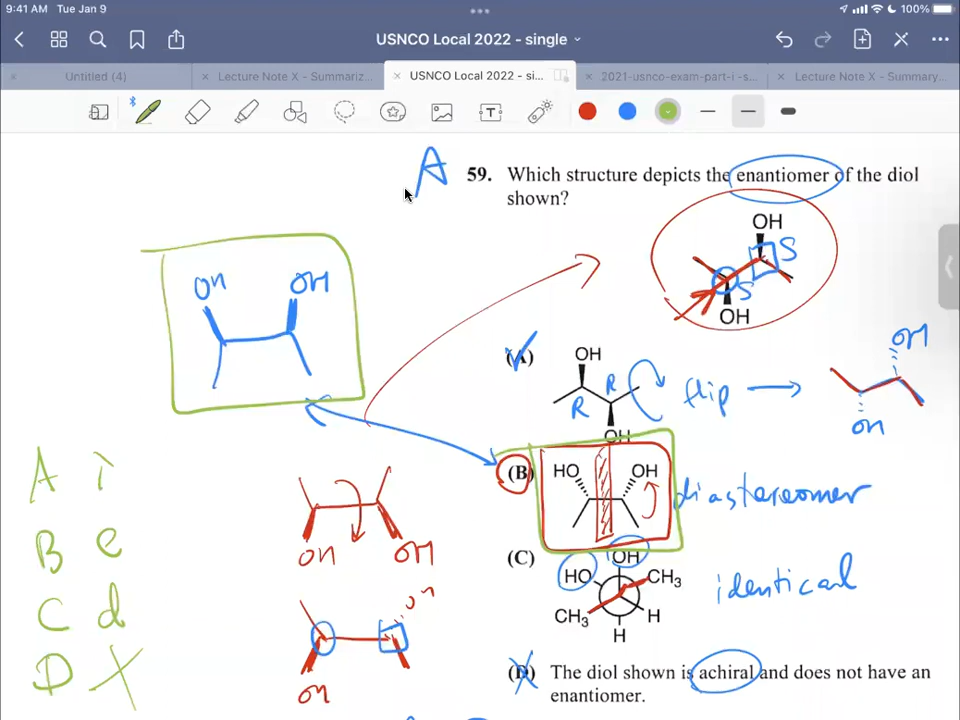 9:41 AM Tue Jan 9
100%
USNCO Local 2022 - single
Untitled (4)
Lecture Note X - Summariz...
USNCO Local 2022 - si...
2021-usnco-exam-part-i -s...
Lecture Note X - Summary...
A
59. Which structure depicts the enantiomer of the diol
shown?
OH
S
S
OH
OH
OH
(A)
OH
R
R
OH
flip
OH
OH
(B)
HO
OH
diastereomer
(C)
OH
HO
CH3
CH3
H
H
identical
(D) The diol shown is achiral and does not have an
enantiomer.
A i
B e
C d
D X
OH
OH
OH
OH